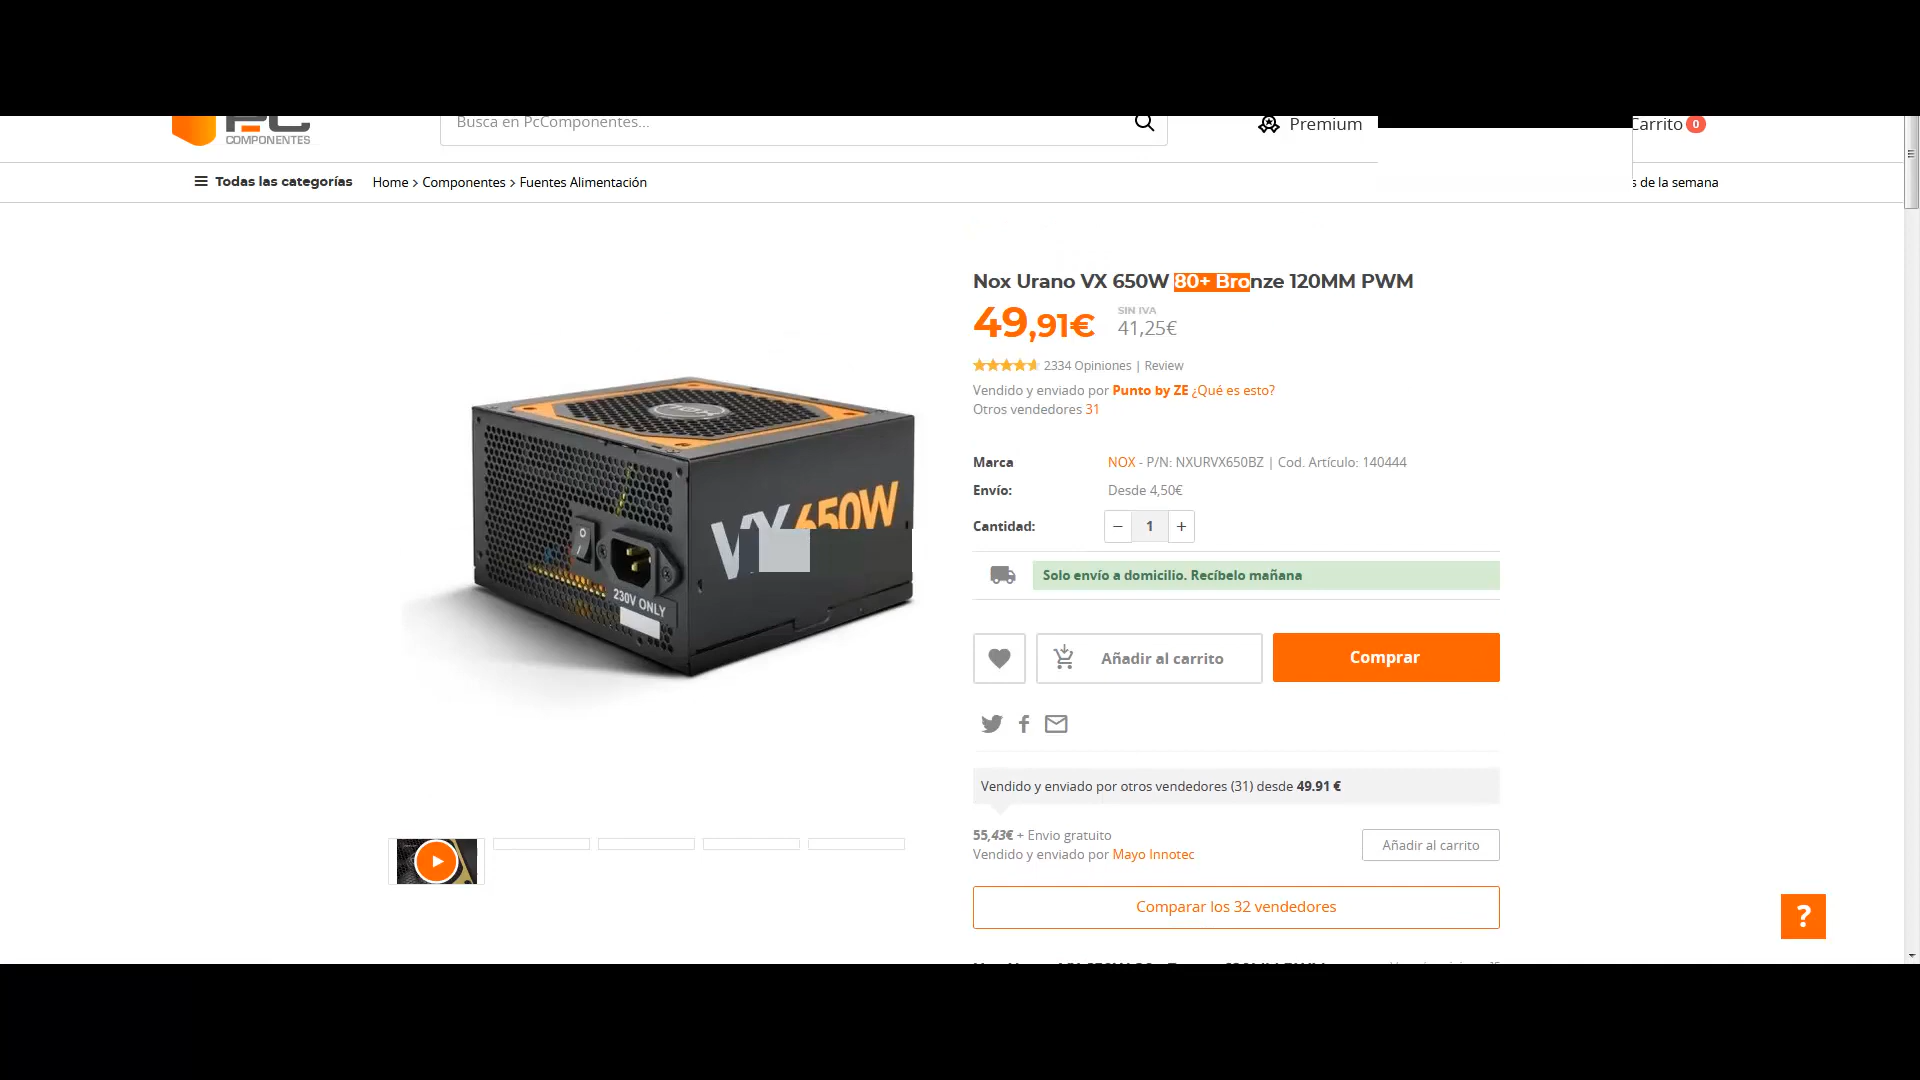 COMPONENTES
Busca en PcComponentes...
Premium
Carrito 0
Todas las categorías
Home > Componentes > Fuentes Alimentación
de la semana
Nox Urano VX 650W 80+ Bronze 120MM PWM
49,91€
SIN IVA
41,25€
2334 Opiniones | Review
Vendido y enviado por Punto by ZE ¿Qué es esto?
Otros vendedores 31
Marca
NOX - P/N: NXURVX650BZ | Cod. Artículo: 140444
Envío:
Desde 4,50€
Cantidad:
− 1 +
Solo envío a domicilio. Recíbelo mañana
Añadir al carrito
Comprar
Vendido y enviado por otros vendedores (31) desde 49.91 €
55,43€ + Envio gratuito
Vendido y enviado por Mayo Innotec
Añadir al carrito
Comparar los 32 vendedores
?
nox
VX 650W
230V ONLY